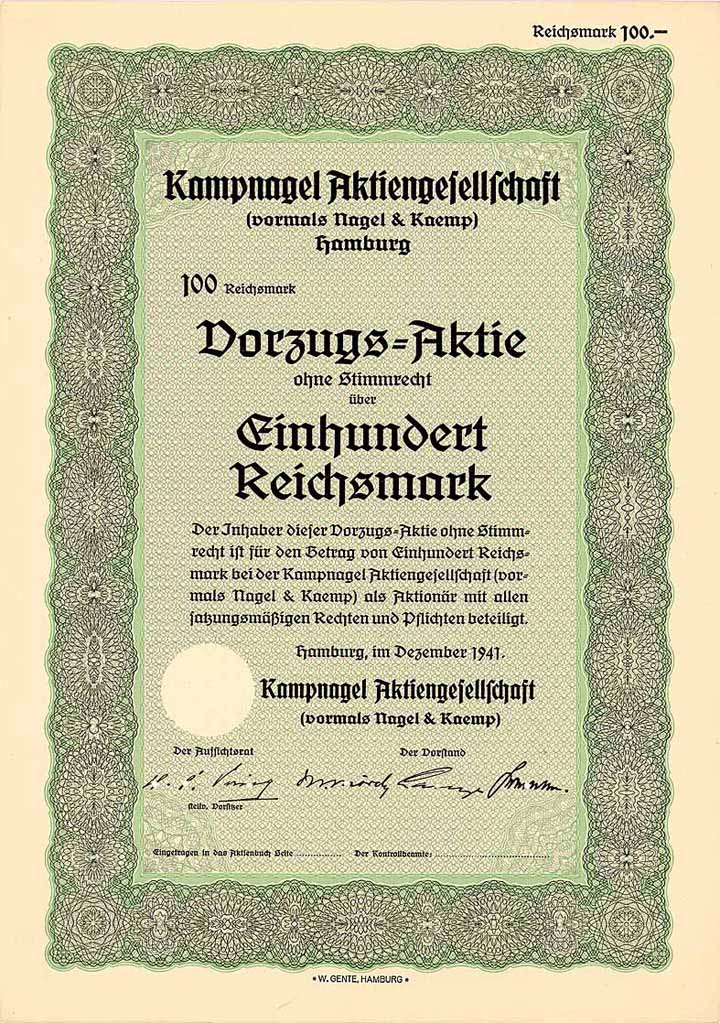 Reichsmark 100.—
Kampnagel Aktiengesellschaft
(vormals Nagel & Kaemp)
Hamburg
100 Reichsmark
Vorzugs=Aktie
ohne Stimmrecht
über
Einhundert
Reichsmark
Der Inhaber dieser Vorzugs=Aktie ohne Stimm=
recht ist für den Betrag von Einhundert Reichs=
mark bei der Kampnagel Aktiengesellschaft (vor=
mals Nagel & Kaemp) als Aktionär mit allen
satzungsmäßigen Rechten und Pflichten beteiligt.
Hamburg, im Dezember 1941.
Kampnagel Aktiengesellschaft
(vormals Nagel & Kaemp)
Der Aufsichtsrat Der Vorstand
stellv. Vorsitzer
Eingetragen in das Aktienbuch Seite .............. Der Kontrollbeamte: ..............................
* W. GENTE, HAMBURG *